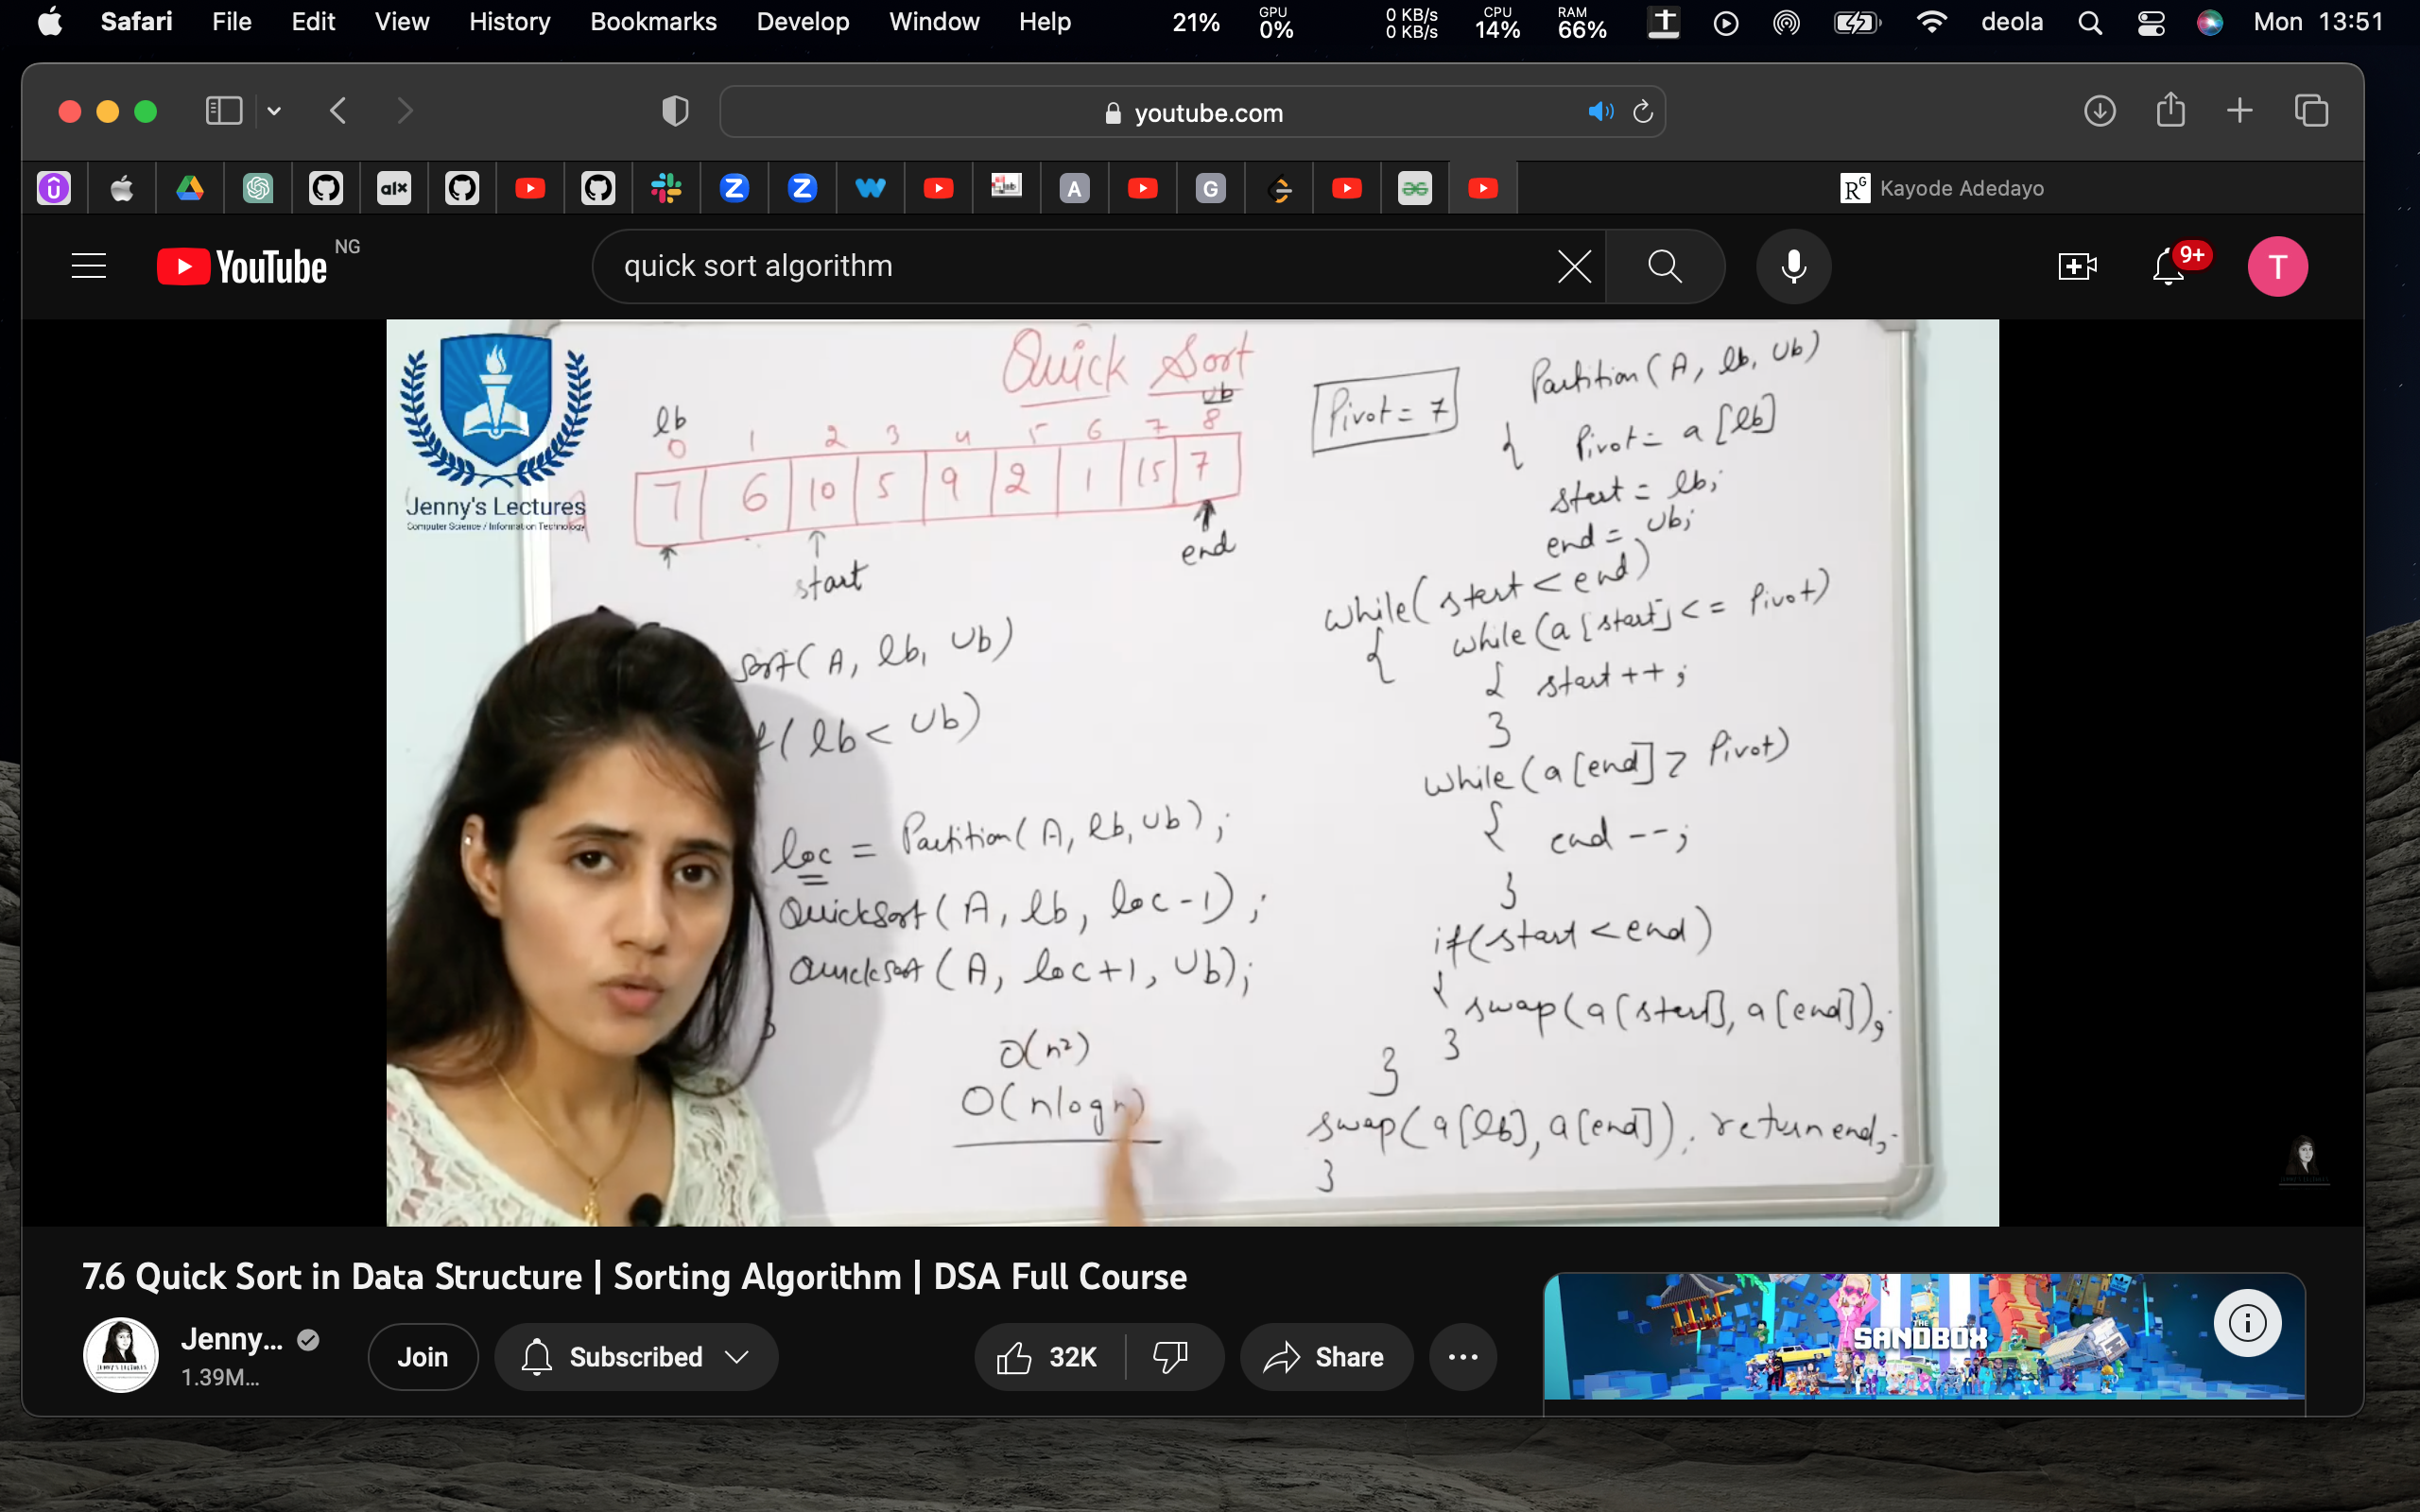 Safari File Edit View History Bookmarks Develop Window Help 21% GPU 0% 0 KB/s 0 KB/s CPU 14% RAM 66% deola Mon 13:51
youtube.com
Kayode Adedayo
YouTube NG
quick sort algorithm
9+
T
Jenny's Lectures
Computer Science / Information Technology
Quick Sort
lb ub
0 1 2 3 4 5 6 7 8
A 7 6 10 5 9 2 1 15 7
start end
sort(A, lb, Ub)
f(lb< Ub)
loc = Partition(A, lb, Ub);
QuickSort(A, lb, loc-1);
QuickSort(A, loc+1, Ub);
}
O(n²)
O(nlogn)
Pivot = 7
Partition(A, lb, Ub)
{ Pivot = a[lb]
start = lb;
end = Ub;
while(start < end)
{ while(a[start] <= Pivot)
{ start++;
}
while(a[end] > Pivot)
{ end--;
}
if(start < end)
{ swap(a[start], a[end]);
}
}
swap(a[lb], a[end]); return end;
}
7.6 Quick Sort in Data Structure | Sorting Algorithm | DSA Full Course
Jenny...
1.39M...
Join
Subscribed
32K
Share
THE SANDBOX